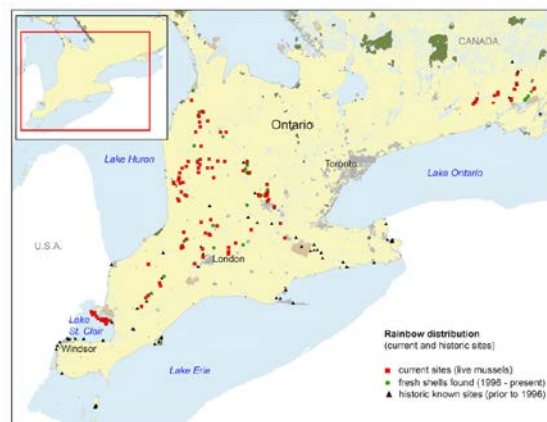 CANADA
Ontario
Lake Huron
Toronto
Lake Ontario
U.S.A.
London
Lake
St. Clair
Windsor
Lake Erie
Rainbow distribution
(current and historic sites)
current sites (live mussels)
fresh shells found (1996 - present)
historic known sites (prior to 1996)